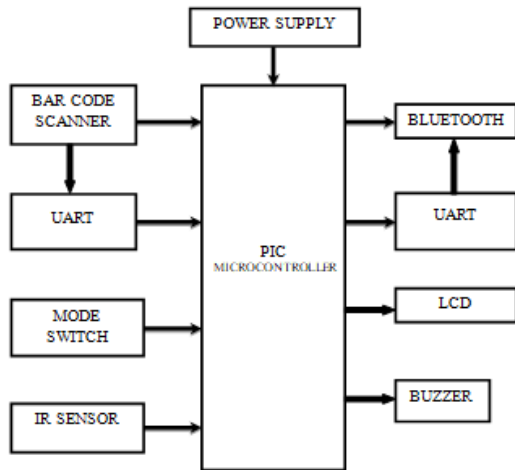 POWER SUPPLY
BAR CODE
SCANNER
UART
MODE
SWITCH
IR SENSOR
PIC
MICROCONTROLLER
BLUETOOTH
UART
LCD
BUZZER